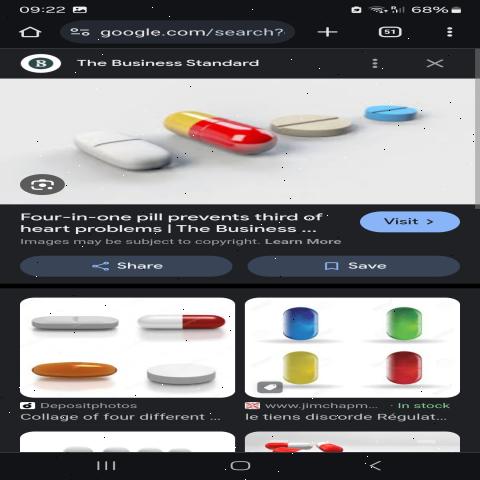 09:22
68%
google.com/search?
51
8
The Business Standard
Four-in-one pill prevents third of
heart problems | The Business ...
Visit >
Images may be subject to copyright. Learn More
Share
Save
Depositphotos
Collage of four different ...
www.jimchapm... · In stock
le tiens discorde Régulat...